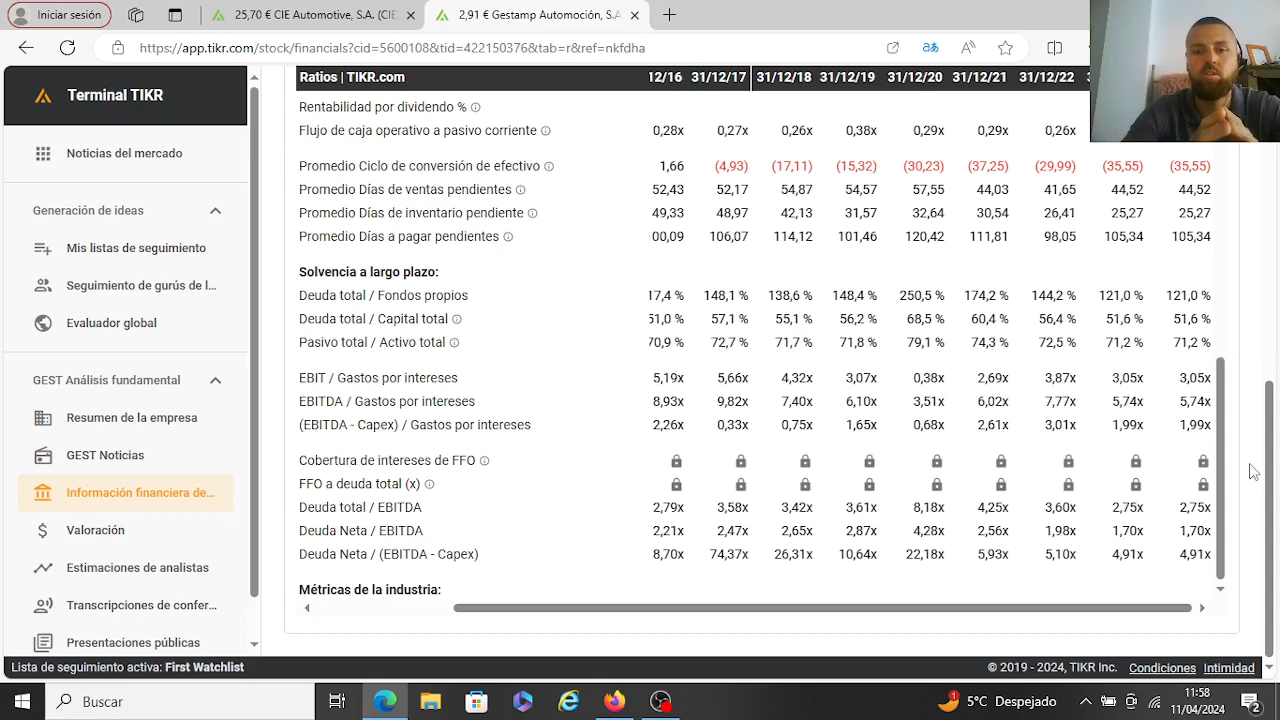 Iniciar sesión
25,70 € CIE Automotive, S.A. (CIE
2,91 € Gestamp Automoción, S.A
https://app.tikr.com/stock/financials?cid=5600108&tid=422150376&tab=r&ref=nkfdha
Terminal TIKR
Noticias del mercado
Generación de ideas
Mis listas de seguimiento
Seguimiento de gurús de l...
Evaluador global
GEST Análisis fundamental
Resumen de la empresa
GEST Noticias
Información financiera de...
Valoración
Estimaciones de analistas
Transcripciones de confer...
Presentaciones públicas
Ratios | TIKR.com 12/16 31/12/17 31/12/18 31/12/19 31/12/20 31/12/21 31/12/22
Rentabilidad por dividendo %
Flujo de caja operativo a pasivo corriente 0,28x 0,27x 0,26x 0,38x 0,29x 0,29x 0,26x
Promedio Ciclo de conversión de efectivo 1,66 (4,93) (17,11) (15,32) (30,23) (37,25) (29,99) (35,55) (35,55)
Promedio Días de ventas pendientes 52,43 52,17 54,87 54,57 57,55 44,03 41,65 44,52 44,52
Promedio Días de inventario pendiente 49,33 48,97 42,13 31,57 32,64 30,54 26,41 25,27 25,27
Promedio Días a pagar pendientes 00,09 106,07 114,12 101,46 120,42 111,81 98,05 105,34 105,34
Solvencia a largo plazo:
Deuda total / Fondos propios 17,4 % 148,1 % 138,6 % 148,4 % 250,5 % 174,2 % 144,2 % 121,0 % 121,0 %
Deuda total / Capital total 51,0 % 57,1 % 55,1 % 56,2 % 68,5 % 60,4 % 56,4 % 51,6 % 51,6 %
Pasivo total / Activo total 70,9 % 72,7 % 71,7 % 71,8 % 79,1 % 74,3 % 72,5 % 71,2 % 71,2 %
EBIT / Gastos por intereses 5,19x 5,66x 4,32x 3,07x 0,38x 2,69x 3,87x 3,05x 3,05x
EBITDA / Gastos por intereses 8,93x 9,82x 7,40x 6,10x 3,51x 6,02x 7,77x 5,74x 5,74x
(EBITDA - Capex) / Gastos por intereses 2,26x 0,33x 0,75x 1,65x 0,68x 2,61x 3,01x 1,99x 1,99x
Cobertura de intereses de FFO
FFO a deuda total (x)
Deuda total / EBITDA 2,79x 3,58x 3,42x 3,61x 8,18x 4,25x 3,60x 2,75x 2,75x
Deuda Neta / EBITDA 2,21x 2,47x 2,65x 2,87x 4,28x 2,56x 1,98x 1,70x 1,70x
Deuda Neta / (EBITDA - Capex) 8,70x 74,37x 26,31x 10,64x 22,18x 5,93x 5,10x 4,91x 4,91x
Métricas de la industria:
Lista de seguimiento activa: First Watchlist
© 2019 - 2024, TIKR Inc. Condiciones Intimidad
Buscar
1
5°C Despejado
11:58
11/04/2024
2